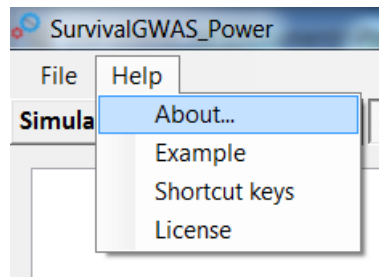 SurvivalGWAS_Power
File Help
Simula
About...
Example
Shortcut keys
License